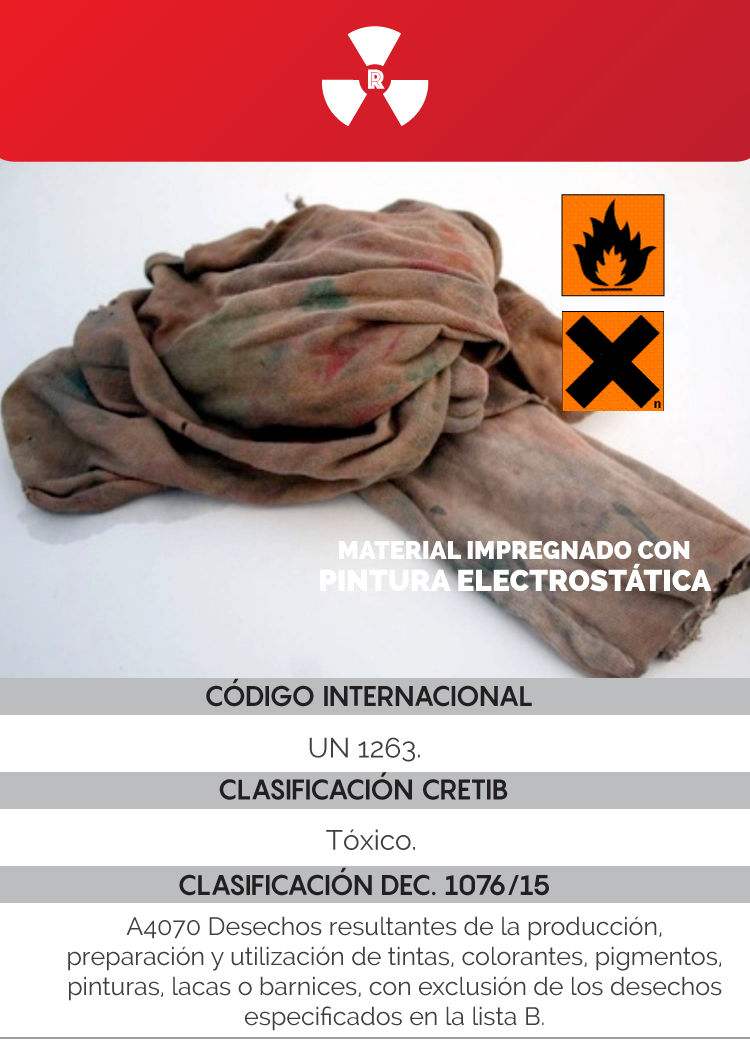 R
n
MATERIAL IMPREGNADO CON
PINTURA ELECTROSTÁTICA
CÓDIGO INTERNACIONAL
UN 1263.
CLASIFICACIÓN CRETIB
Tóxico.
CLASIFICACIÓN DEC. 1076/15
A4070 Desechos resultantes de la producción,
preparación y utilización de tintas, colorantes, pigmentos,
pinturas, lacas o barnices, con exclusión de los desechos
especificados en la lista B.